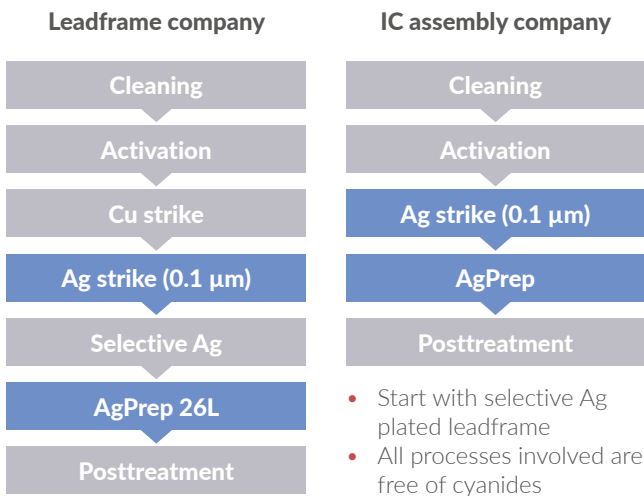 Leadframe company
Cleaning
Activation
Cu strike
Ag strike (0.1 µm)
Selective Ag
AgPrep 26L
Posttreatment
IC assembly company
Cleaning
Activation
Ag strike (0.1 µm)
AgPrep
Posttreatment
• Start with selective Ag
plated leadframe
• All processes involved are
free of cyanides